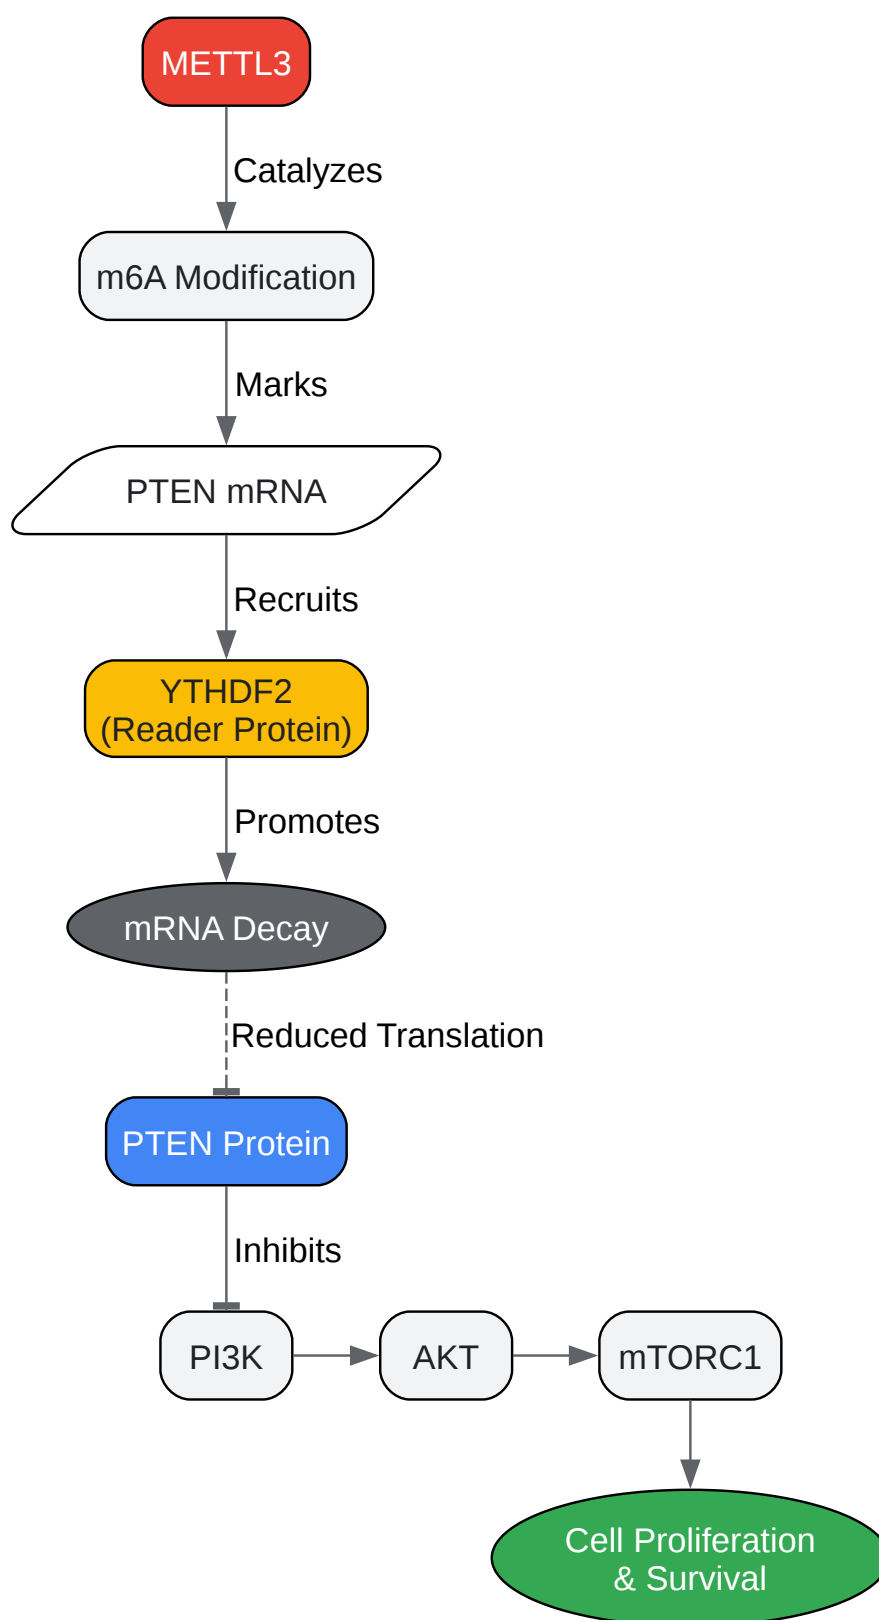 METTL3
Catalyzes
m6A Modification
Marks
PTEN mRNA
Recruits
YTHDF2
(Reader Protein)
Promotes
mRNA Decay
Reduced Translation
PTEN Protein
Inhibits
PI3K
AKT
mTORC1
Cell Proliferation
& Survival